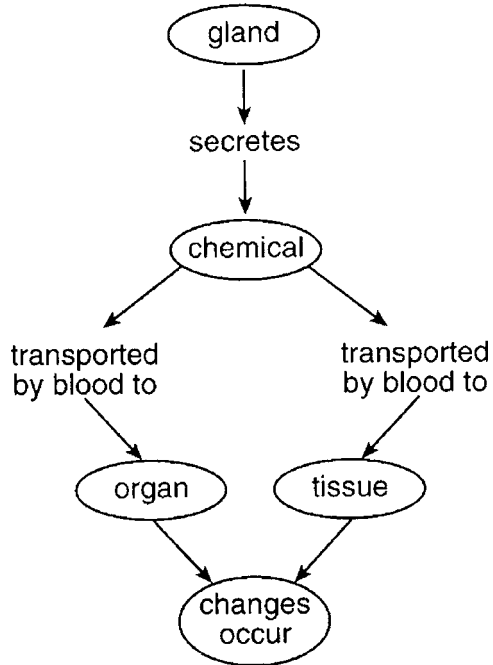 gland
secretes
chemical
transported
by blood to
transported
by blood to
organ
tissue
changes
occur